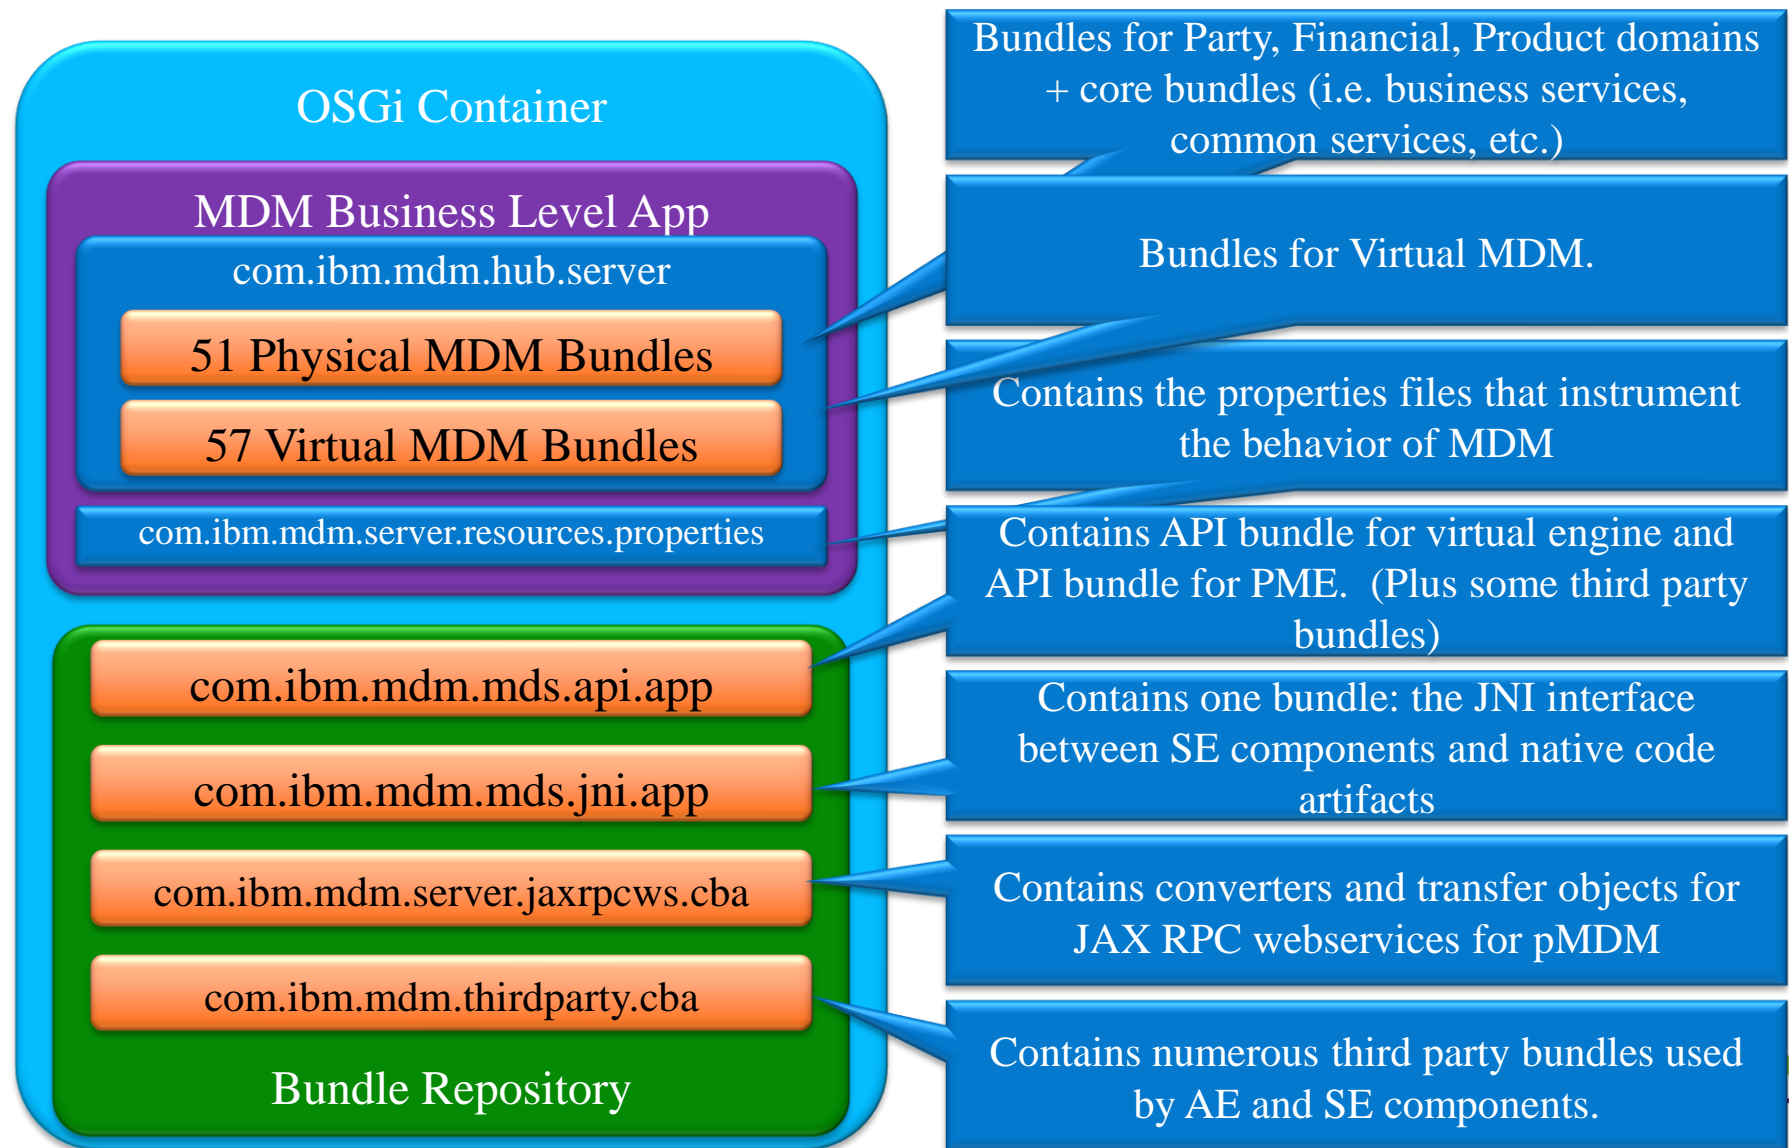 OSGi Container
MDM Business Level App
com.ibm.mdm.hub.server
51 Physical MDM Bundles
57 Virtual MDM Bundles
com.ibm.mdm.server.resources.properties
com.ibm.mdm.mds.api.app
com.ibm.mdm.mds.jni.app
com.ibm.mdm.server.jaxrpcws.cba
com.ibm.mdm.thirdparty.cba
Bundle Repository
Bundles for Party, Financial, Product domains
+ core bundles (i.e. business services,
common services, etc.)
Bundles for Virtual MDM.
Contains the properties files that instrument
the behavior of MDM
Contains API bundle for virtual engine and
API bundle for PME.  (Plus some third party
bundles)
Contains one bundle: the JNI interface
between SE components and native code
artifacts
Contains converters and transfer objects for
JAX RPC webservices for pMDM
Contains numerous third party bundles used
by AE and SE components.